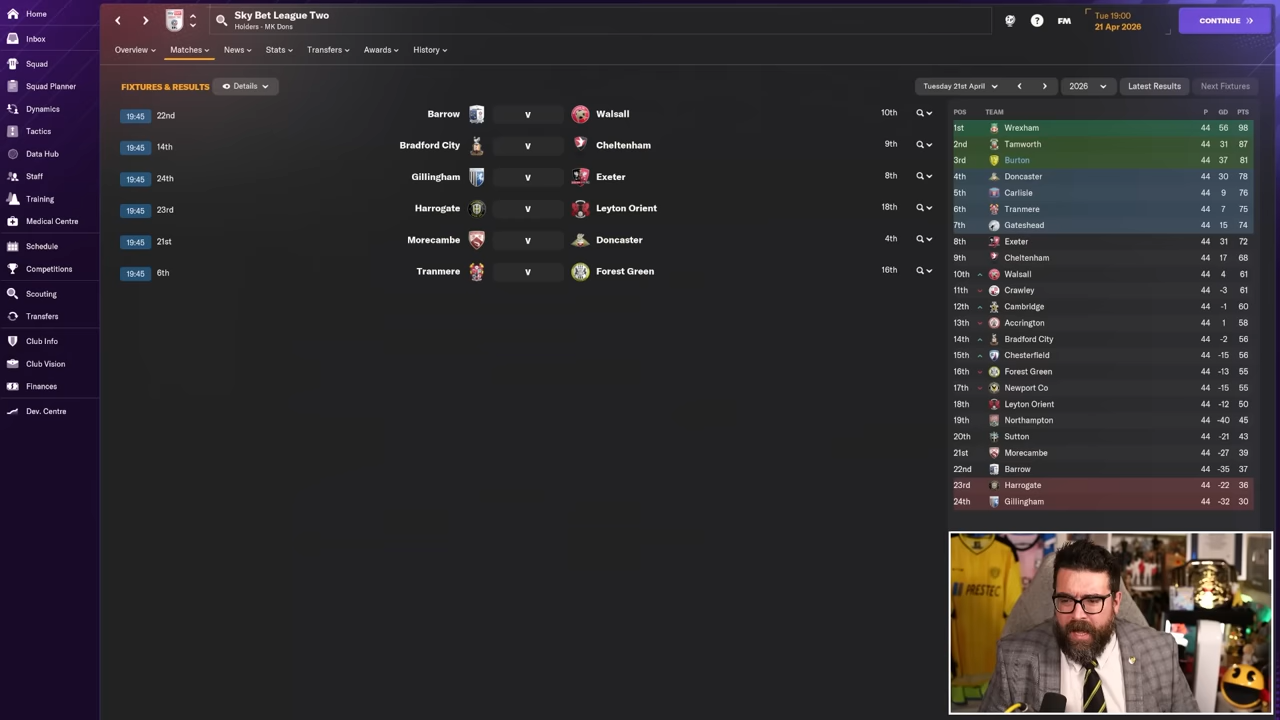 Home
Inbox
Squad
Squad Planner
Dynamics
Tactics
Data Hub
Staff
Training
Medical Centre
Schedule
Competitions
Scouting
Transfers
Club Info
Club Vision
Finances
Dev. Centre
Sky Bet League Two
Holders - MK Dons
FM
Tue 19:00
21 Apr 2026
CONTINUE
Overview
Matches
News
Stats
Transfers
Awards
History
FIXTURES & RESULTS
Details
Tuesday 21st April
2026
Latest Results
Next Fixtures
19:45 22nd Barrow v Walsall 10th
19:45 14th Bradford City v Cheltenham 9th
19:45 24th Gillingham v Exeter 8th
19:45 23rd Harrogate v Leyton Orient 18th
19:45 21st Morecambe v Doncaster 4th
19:45 6th Tranmere v Forest Green 16th
POS TEAM P GD PTS
1st Wrexham 44 56 98
2nd Tamworth 44 31 87
3rd Burton 44 37 81
4th Doncaster 44 30 78
5th Carlisle 44 9 76
6th Tranmere 44 7 75
7th Gateshead 44 15 74
8th Exeter 44 31 72
9th Cheltenham 44 17 68
10th Walsall 44 4 61
11th Crawley 44 -3 61
12th Cambridge 44 -1 60
13th Accrington 44 1 58
14th Bradford City 44 -2 56
15th Chesterfield 44 -15 56
16th Forest Green 44 -13 55
17th Newport Co 44 -15 55
18th Leyton Orient 44 -12 50
19th Northampton 44 -40 45
20th Sutton 44 -21 43
21st Morecambe 44 -27 39
22nd Barrow 44 -35 37
23rd Harrogate 44 -22 36
24th Gillingham 44 -32 30
PRESTEC